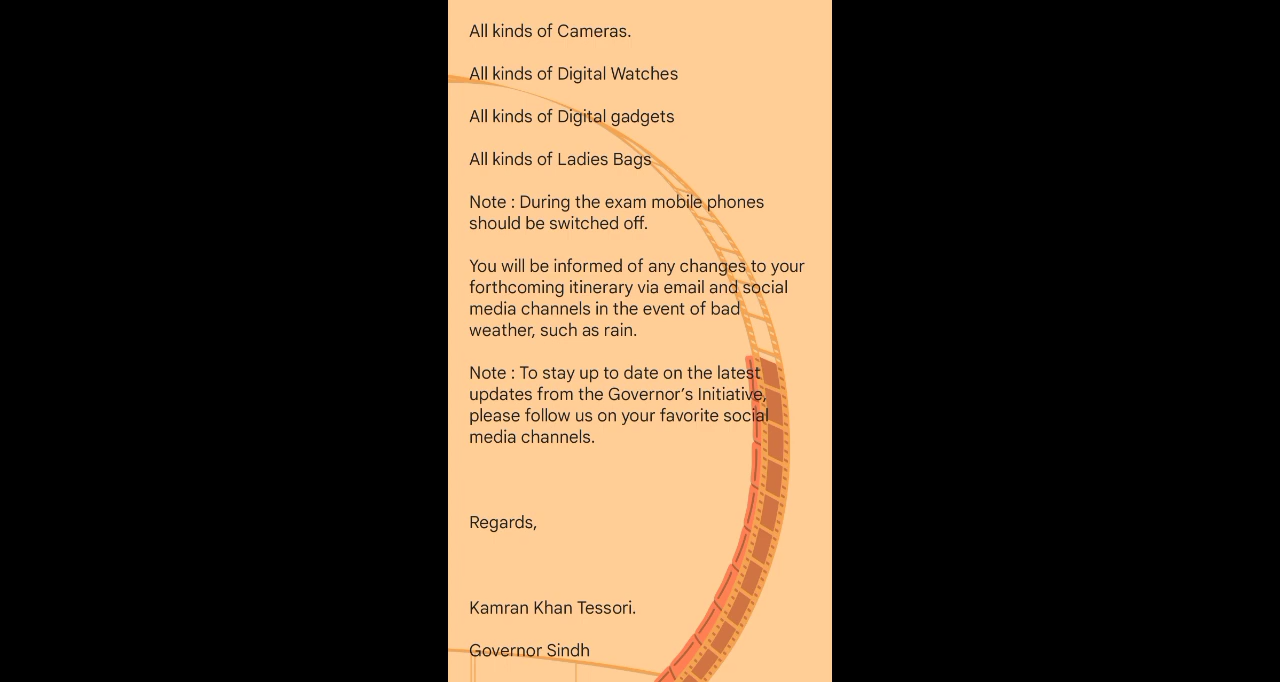 All kinds of Cameras.
All kinds of Digital Watches
All kinds of Digital gadgets
All kinds of Ladies Bags
Note : During the exam mobile phones
should be switched off.
You will be informed of any changes to your
forthcoming itinerary via email and social
media channels in the event of bad
weather, such as rain.
Note : To stay up to date on the latest
updates from the Governor’s Initiative,
please follow us on your favorite social
media channels.
Regards,
Kamran Khan Tessori.
Governor Sindh